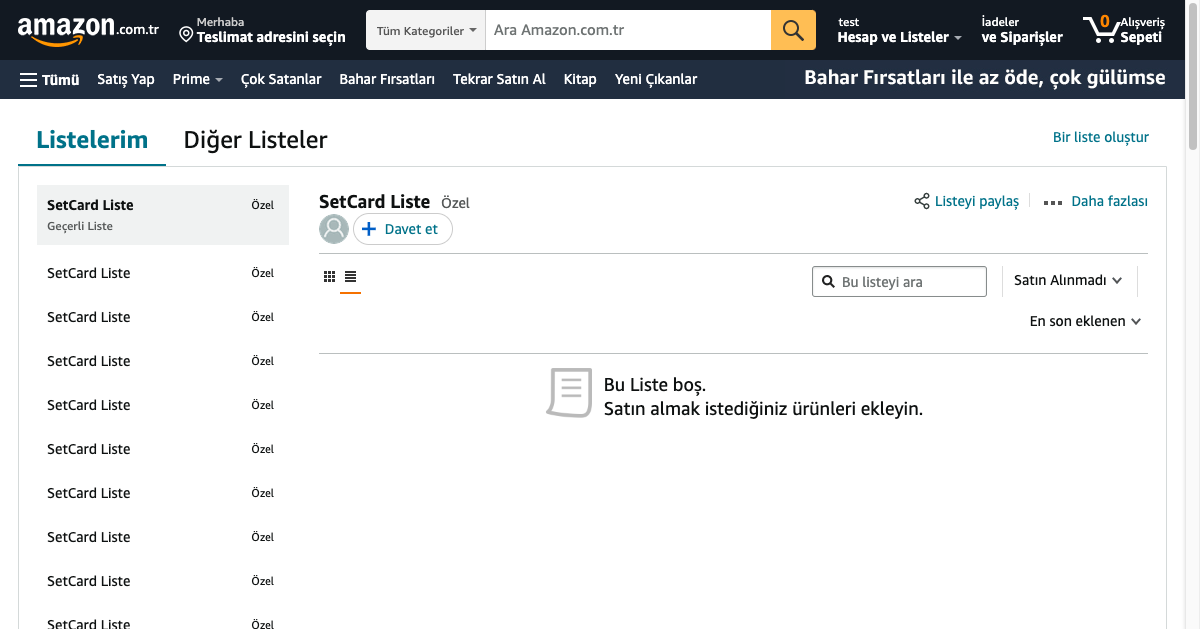 amazon.com.tr
Merhaba
Teslimat adresini seçin
Tüm Kategoriler
Ara Amazon.com.tr
test
Hesap ve Listeler
İadeler
ve Siparişler
0
Alışveriş
Sepeti
Tümü
Satış Yap
Prime
Çok Satanlar
Bahar Fırsatları
Tekrar Satın Al
Kitap
Yeni Çıkanlar
Bahar Fırsatları ile az öde, çok gülümse
Listelerim
Diğer Listeler
Bir liste oluştur
SetCard Liste Özel
Geçerli Liste
SetCard Liste Özel
SetCard Liste Özel
SetCard Liste Özel
SetCard Liste Özel
SetCard Liste Özel
SetCard Liste Özel
SetCard Liste Özel
SetCard Liste Özel
SetCard Liste Özel
SetCard Liste Özel
Listeyi paylaş
Daha fazlası
Davet et
Bu listeyi ara
Satın Alınmadı
En son eklenen
Bu Liste boş.
Satın almak istediğiniz ürünleri ekleyin.